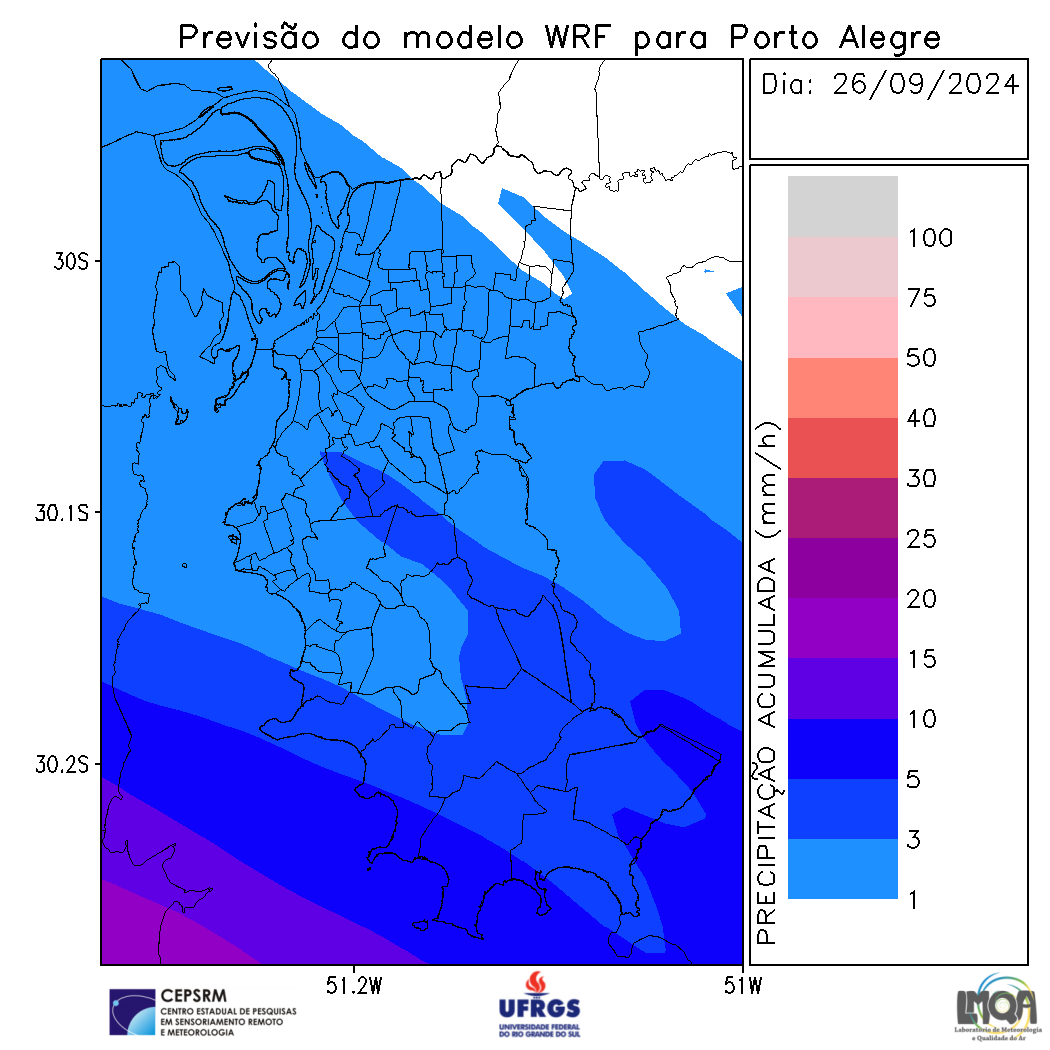 Previsão do modelo WRF para Porto Alegre
Dia: 26/09/2024
30S
30.1S
30.2S
51.2W
51W
PRECIPITAÇÃO ACUMULADA (mm/h)
100
75
50
40
30
25
20
15
10
5
3
1
CEPSRM
CENTRO ESTADUAL DE PESQUISAS
EM SENSORIAMENTO REMOTO
E METEOROLOGIA
UFRGS
UNIVERSIDADE FEDERAL
DO RIO GRANDE DO SUL
LMQA
Laboratório de Meteorologia
e Qualidade do Ar